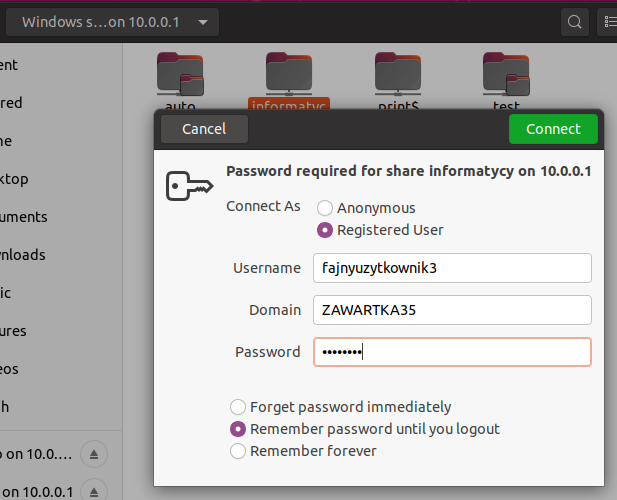 Windows s...on 10.0.0.1
ent
red
me
ktop
uments
nloads
ic
ures
eos
h
o on 10.0....
on 10.0.0.1
auto
informatyc
print$
test
Cancel
Connect
Password required for share informatycy on 10.0.0.1
Connect As
Anonymous
Registered User
Username
fajnyuzytkownik3
Domain
ZAWARTKA35
Password
••••••••
Forget password immediately
Remember password until you logout
Remember forever